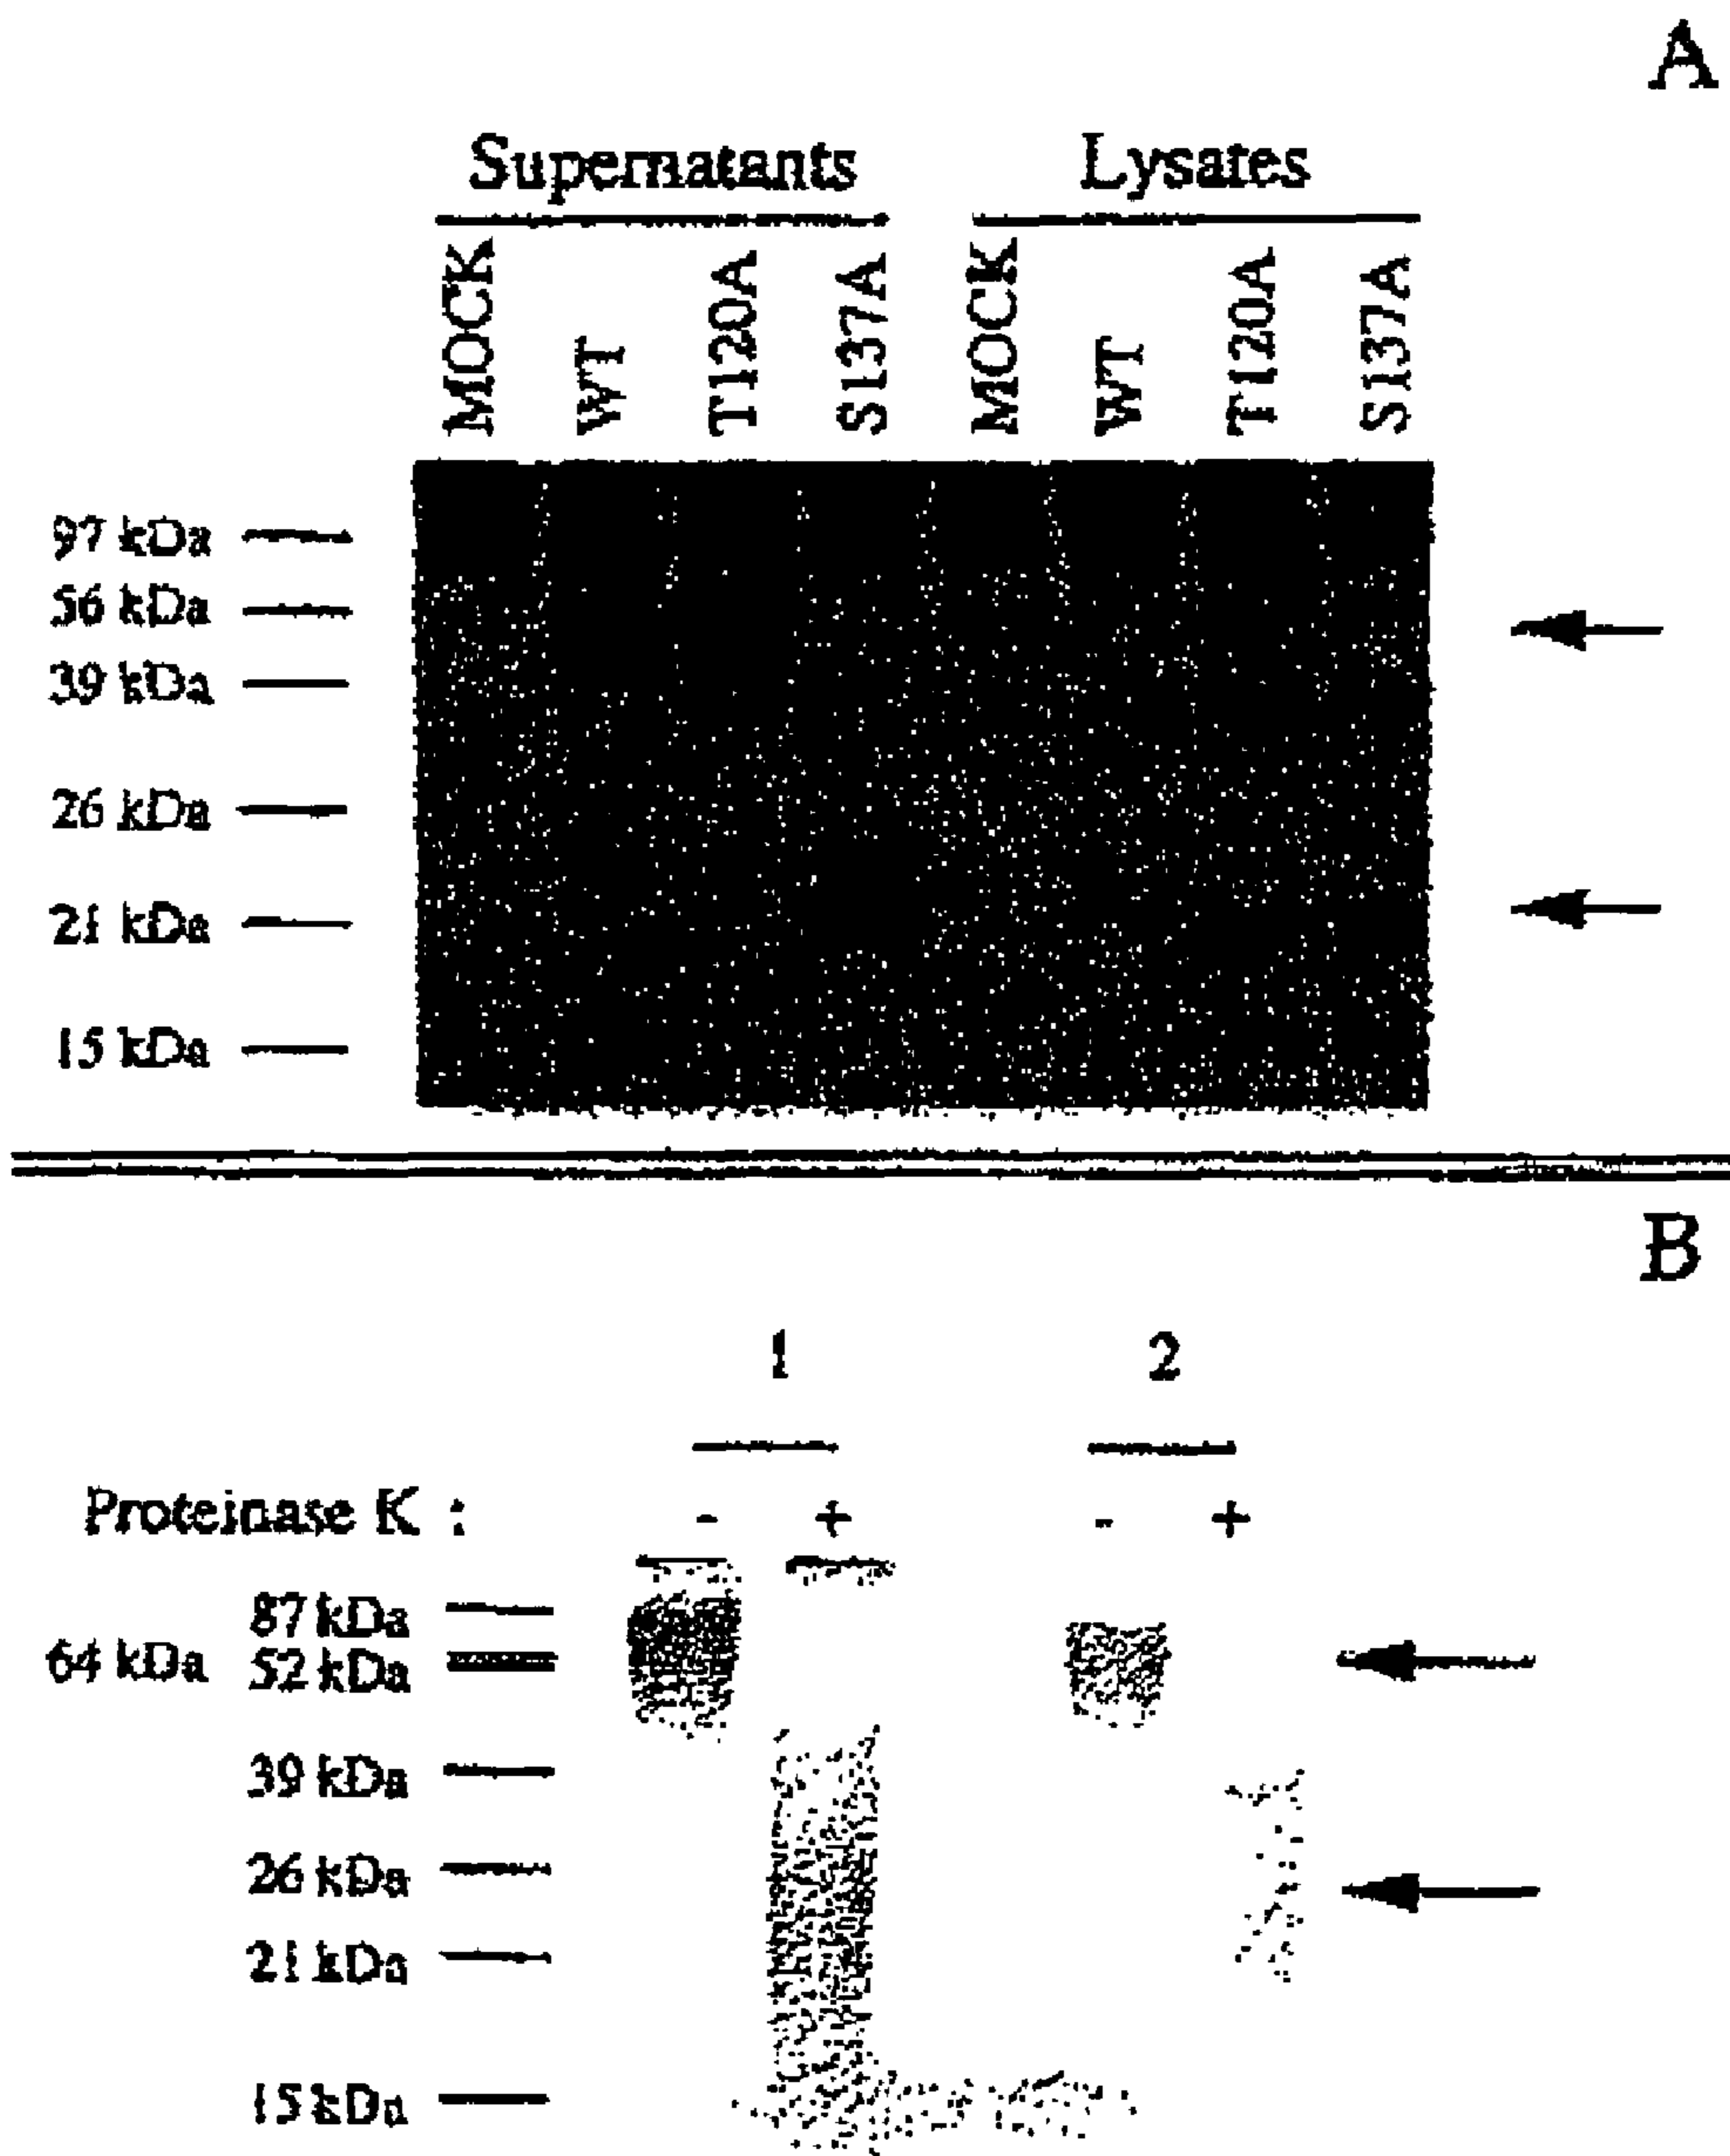 A
Supernatants Lysates
MOCK WT T120A S137A MOCK WT T120A S137A
97 kDa
56 kDa
39 kDa
26 kDa
21 kDa
15 kDa
B
1 2
Proteinase K : - + - +
87 kDa
64 kDa 52 kDa
39 kDa
26 kDa
21 kDa
15 kDa